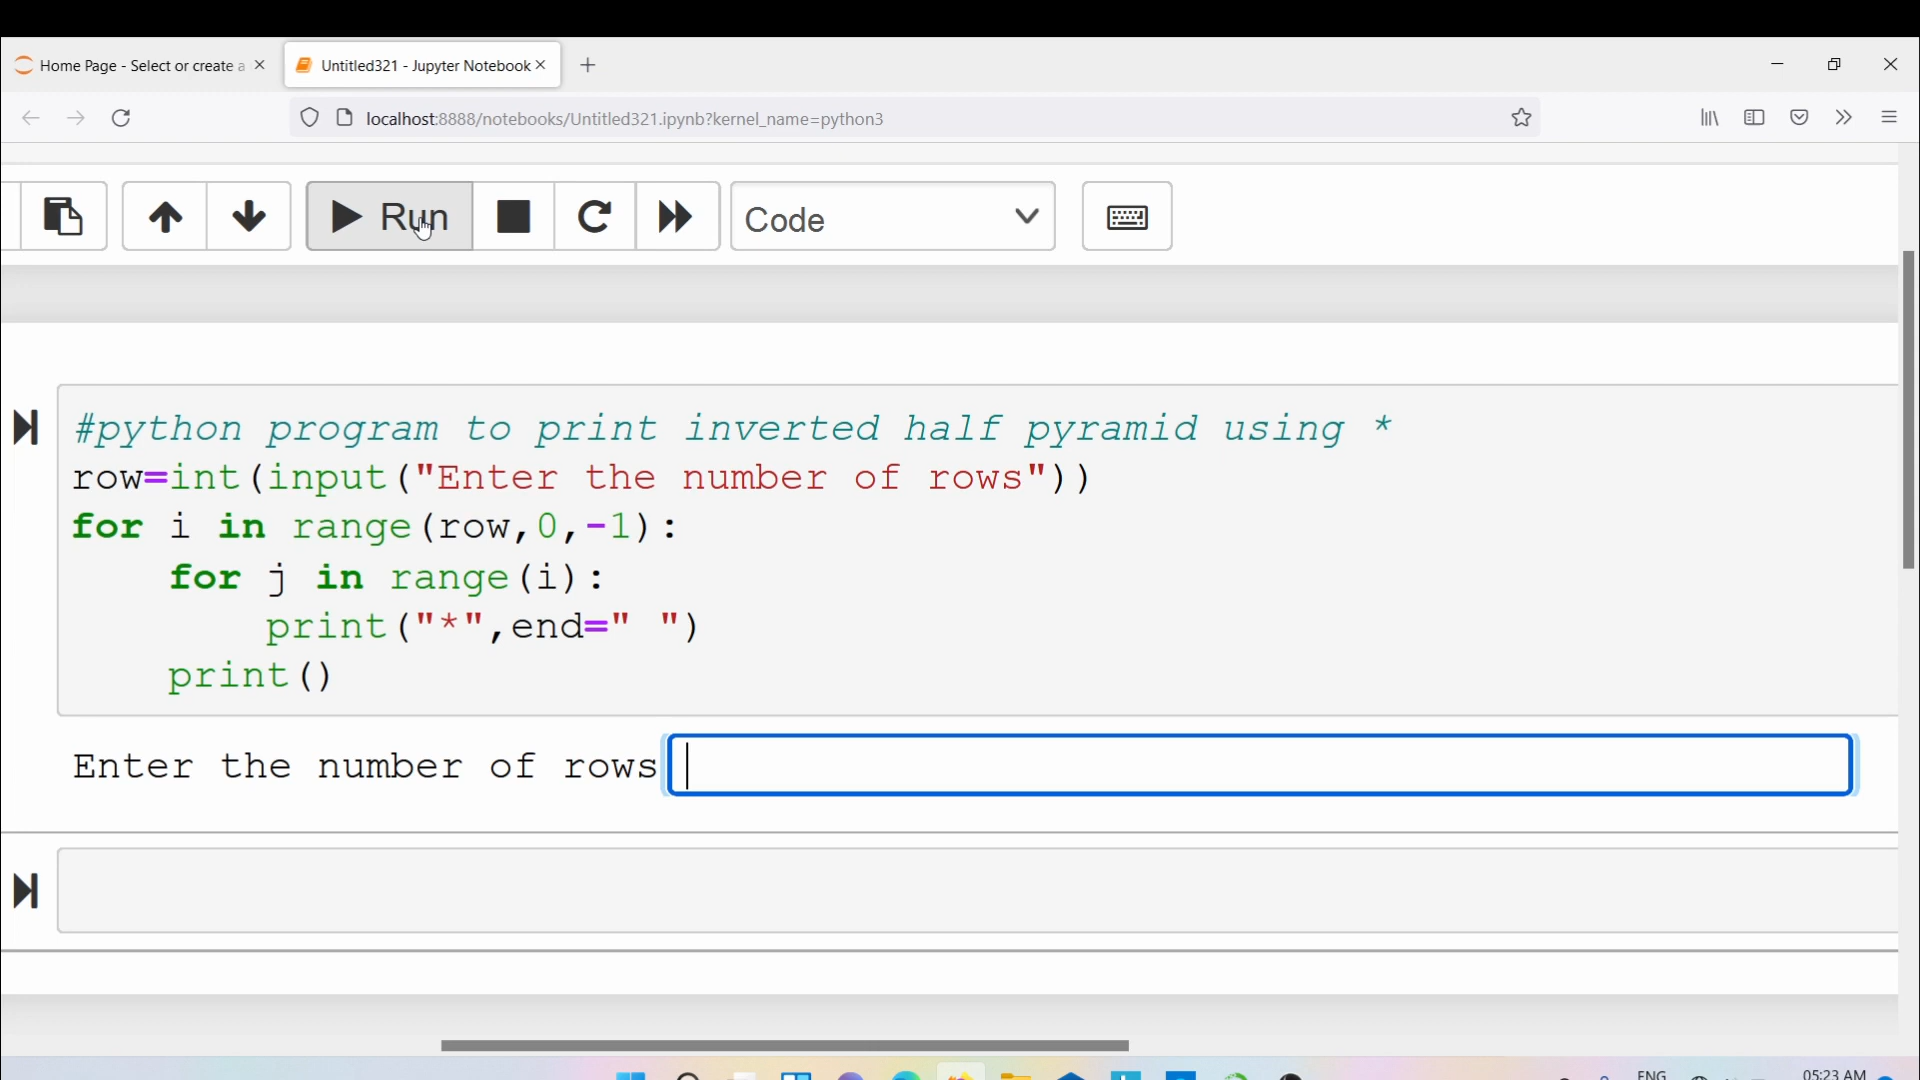 Home Page - Select or create a
Untitled321 - Jupyter Notebook
localhost:8888/notebooks/Untitled321.ipynb?kernel_name=python3
Run
Code
#python program to print inverted half pyramid using *
row=int(input("Enter the number of rows"))
for i in range(row,0,-1):
    for j in range(i):
        print("*",end=" ")
    print()
Enter the number of rows
ENG
05:23 AM